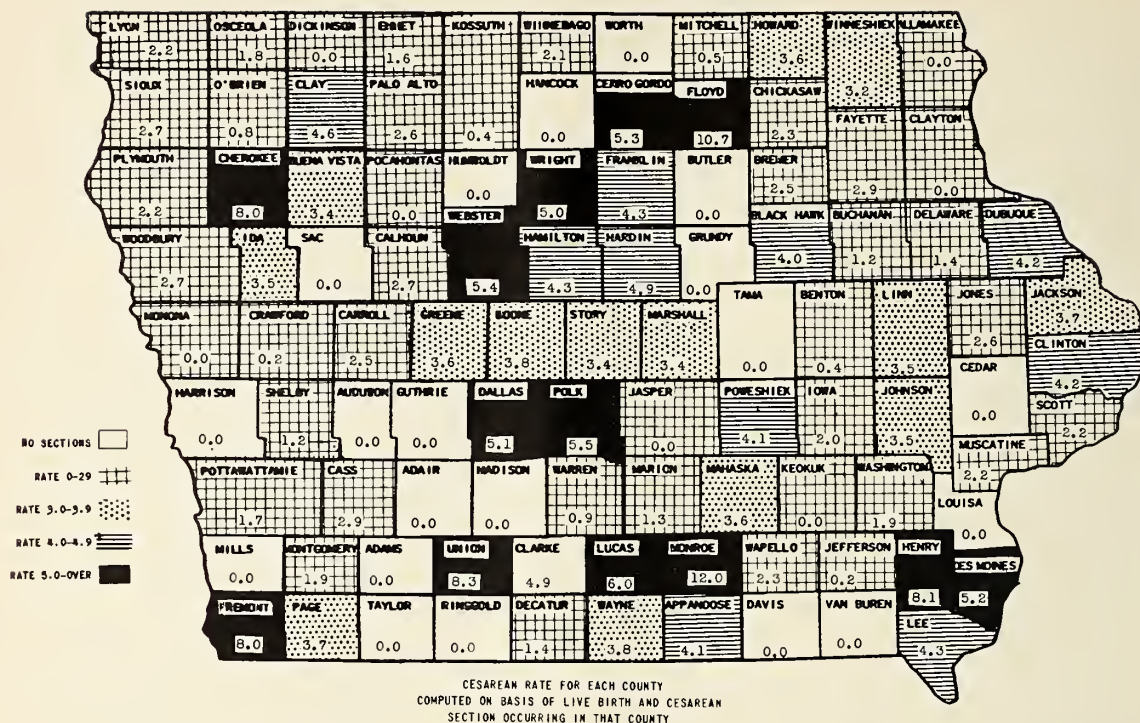 LYON OSCEOLA DICKINSON EMMET KOSSUTH WINNEBAGO WORTH MITCHELL HOWARD WINNESHIEK ALLAMAKEE
2.2 1.8 0.0 1.6 2.1 0.0 0.5 3.6 3.2 0.0
SIOUX O'BRIEN CLAY PALO ALTO HANCOCK CERRO GORDO FLOYD CHICKASAW FAYETTE CLAYTON
2.7 0.8 4.6 2.6 0.4 0.0 5.3 10.7 2.3
PLYMOUTH CHEROKEE BUENA VISTA POCAHONTAS HUMBOLDT WRIGHT FRANKLIN BUTLER BREMER
2.2 8.0 3.4 0.0 0.0 5.0 4.3 0.0 2.5 2.9 0.0
WEBSTER BLACK HAWK BUCHANAN DELAWARE DUBUQUE
WOODBURY IDA SAC CALHOUN HAMILTON HARDIN GRUNDY
2.7 3.5 0.0 2.7 5.4 4.3 4.9 0.0 4.0 1.2 1.4 4.2
TAMA BENTON LINN JONES JACKSON
MONONA CRAWFORD CARROLL GREENE BOONE STORY MARSHALL
0.0 0.2 2.5 3.6 3.8 3.4 3.4 0.0 0.4 3.5 2.6 3.7
CLINTON
4.2
CEDAR
0.0
HARRISON SHELBY AUDUBON GUTHRIE DALLAS POLK JASPER POWESHIEK IOWA JOHNSON SCOTT
0.0 1.2 0.0 0.0 5.1 5.5 0.0 4.1 2.0 3.5 2.2
MUSCATINE
2.2
POTTAWATTAMIE CASS ADAIR MADISON WARREN MARION MAHASKA KEOKUK WASHINGTON
1.7 2.9 0.0 0.0 0.9 1.3 3.6 0.0 1.9
LOUISA
0.0
MILLS MONTGOMERY ADAMS UNION CLARKE LUCAS MONROE WAPELLO JEFFERSON HENRY DES MOINES
0.0 1.9 0.0 8.3 4.9 6.0 12.0 2.3 0.2 8.1 5.2
FREMONT PAGE TAYLOR RINGGOLD DECATUR WAYNE APPANOOSE DAVIS VAN BUREN LEE
8.0 3.7 0.0 0.0 1.4 3.8 4.1 0.0 0.0 4.3
NO SECTIONS
RATE 0-29
RATE 3.0-3.9
RATE 4.0-4.9
RATE 5.0-OVER
CESAREAN RATE FOR EACH COUNTY
COMPUTED ON BASIS OF LIVE BIRTH AND CESAREAN
SECTION OCCURRING IN THAT COUNTY